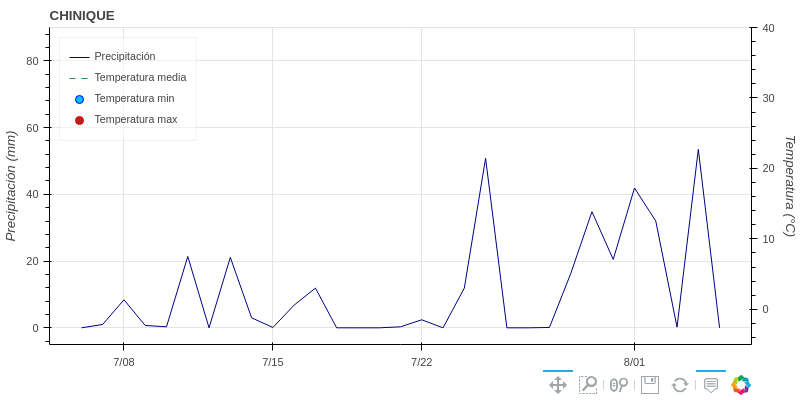 CHINIQUE
Precipitación
Temperatura media
Temperatura min
Temperatura max
Precipitación (mm)
80
60
40
20
0
40
30
20
10
0
Temperatura (°C)
7/08
7/15
7/22
8/01